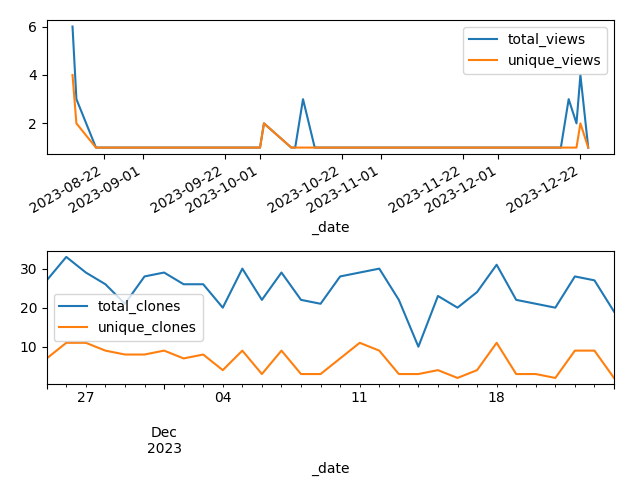 6
4
2
total_views
unique_views
2023-08-22
2023-09-01
2023-09-22
2023-10-01
2023-10-22
2023-11-01
2023-11-22
2023-12-01
2023-12-22
_date
30
20
10
total_clones
unique_clones
27
04
11
18
Dec
2023
_date